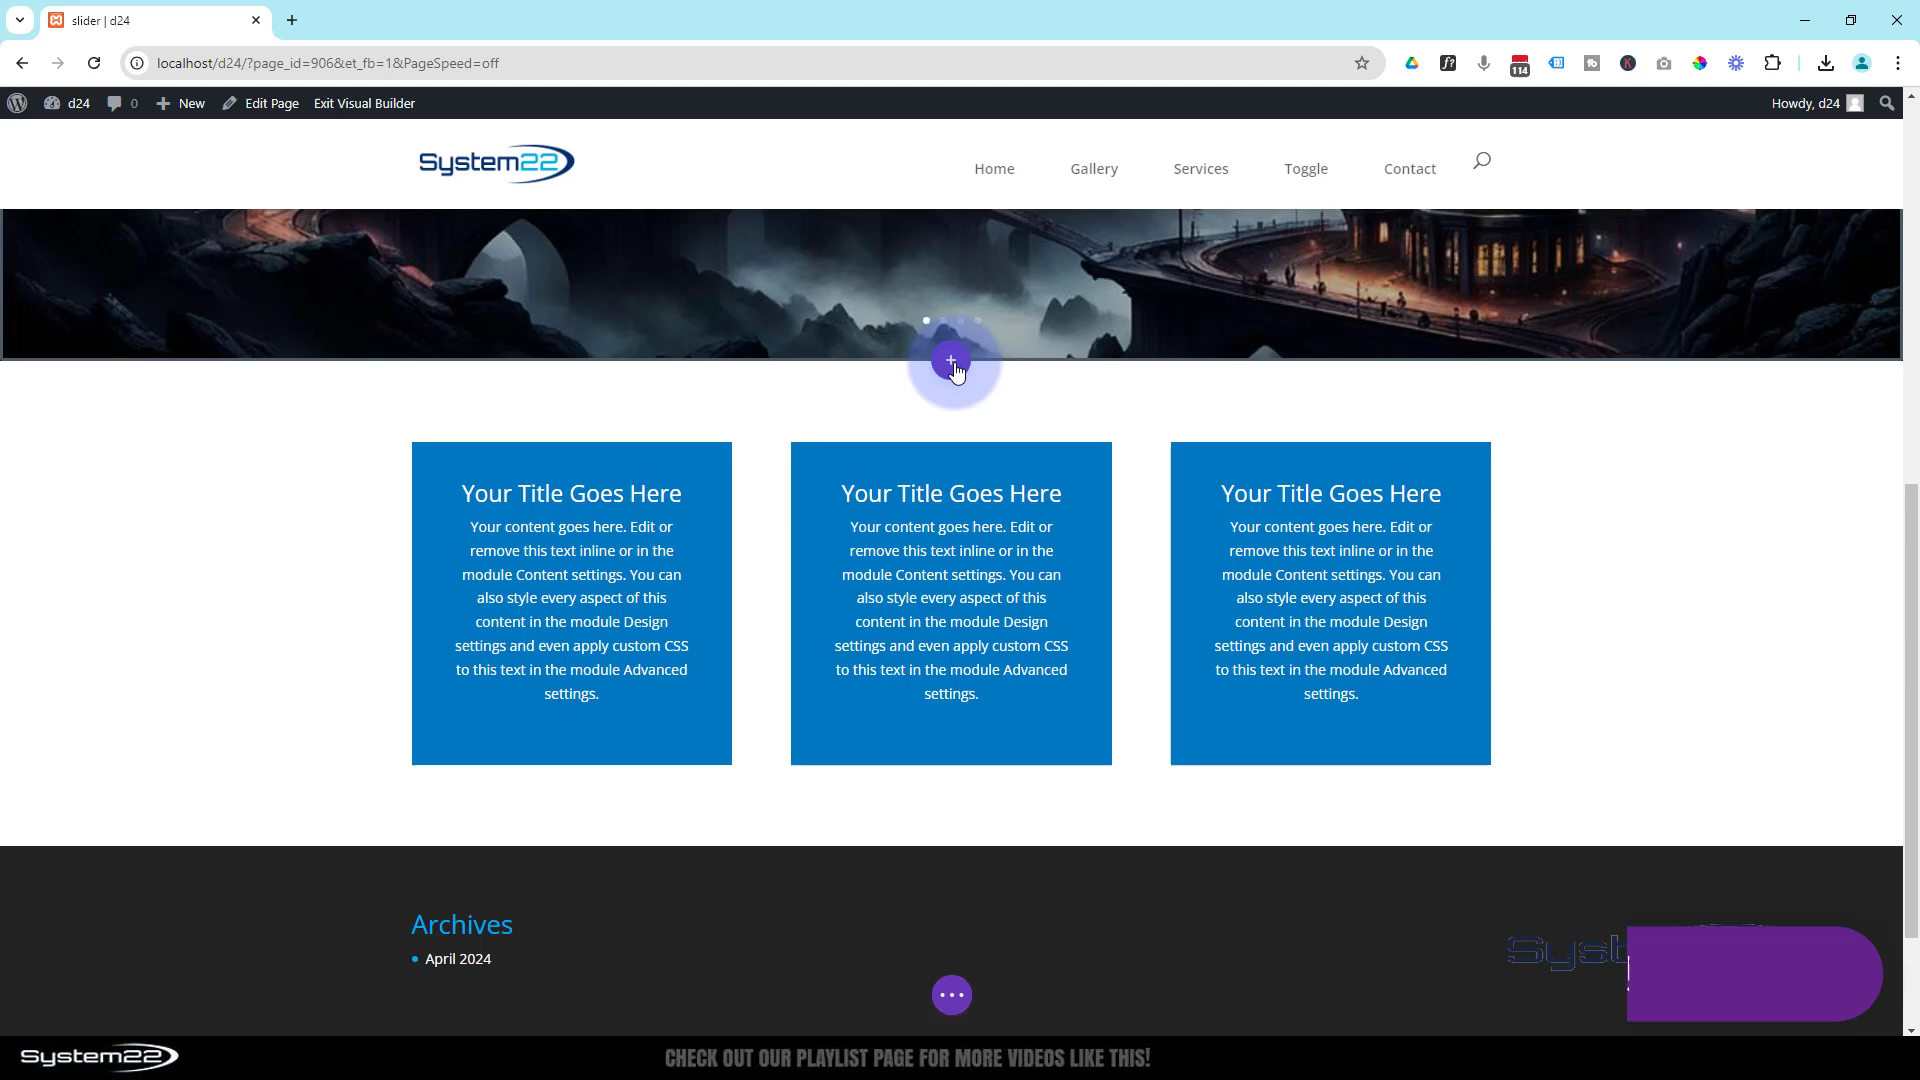 slider | d24
localhost/d24/?page_id=906&et_fb=1&PageSpeed=off
114
d24 0 New Edit Page Exit Visual Builder
Howdy, d24
System22
Home Gallery Services Toggle Contact
Your Title Goes Here
Your content goes here. Edit or
remove this text inline or in the
module Content settings. You can
also style every aspect of this
content in the module Design
settings and even apply custom CSS
to this text in the module Advanced
settings.
Your Title Goes Here
Your content goes here. Edit or
remove this text inline or in the
module Content settings. You can
also style every aspect of this
content in the module Design
settings and even apply custom CSS
to this text in the module Advanced
settings.
Your Title Goes Here
Your content goes here. Edit or
remove this text inline or in the
module Content settings. You can
also style every aspect of this
content in the module Design
settings and even apply custom CSS
to this text in the module Advanced
settings.
Archives
April 2024
System22
CHECK OUT OUR PLAYLIST PAGE FOR MORE VIDEOS LIKE THIS!